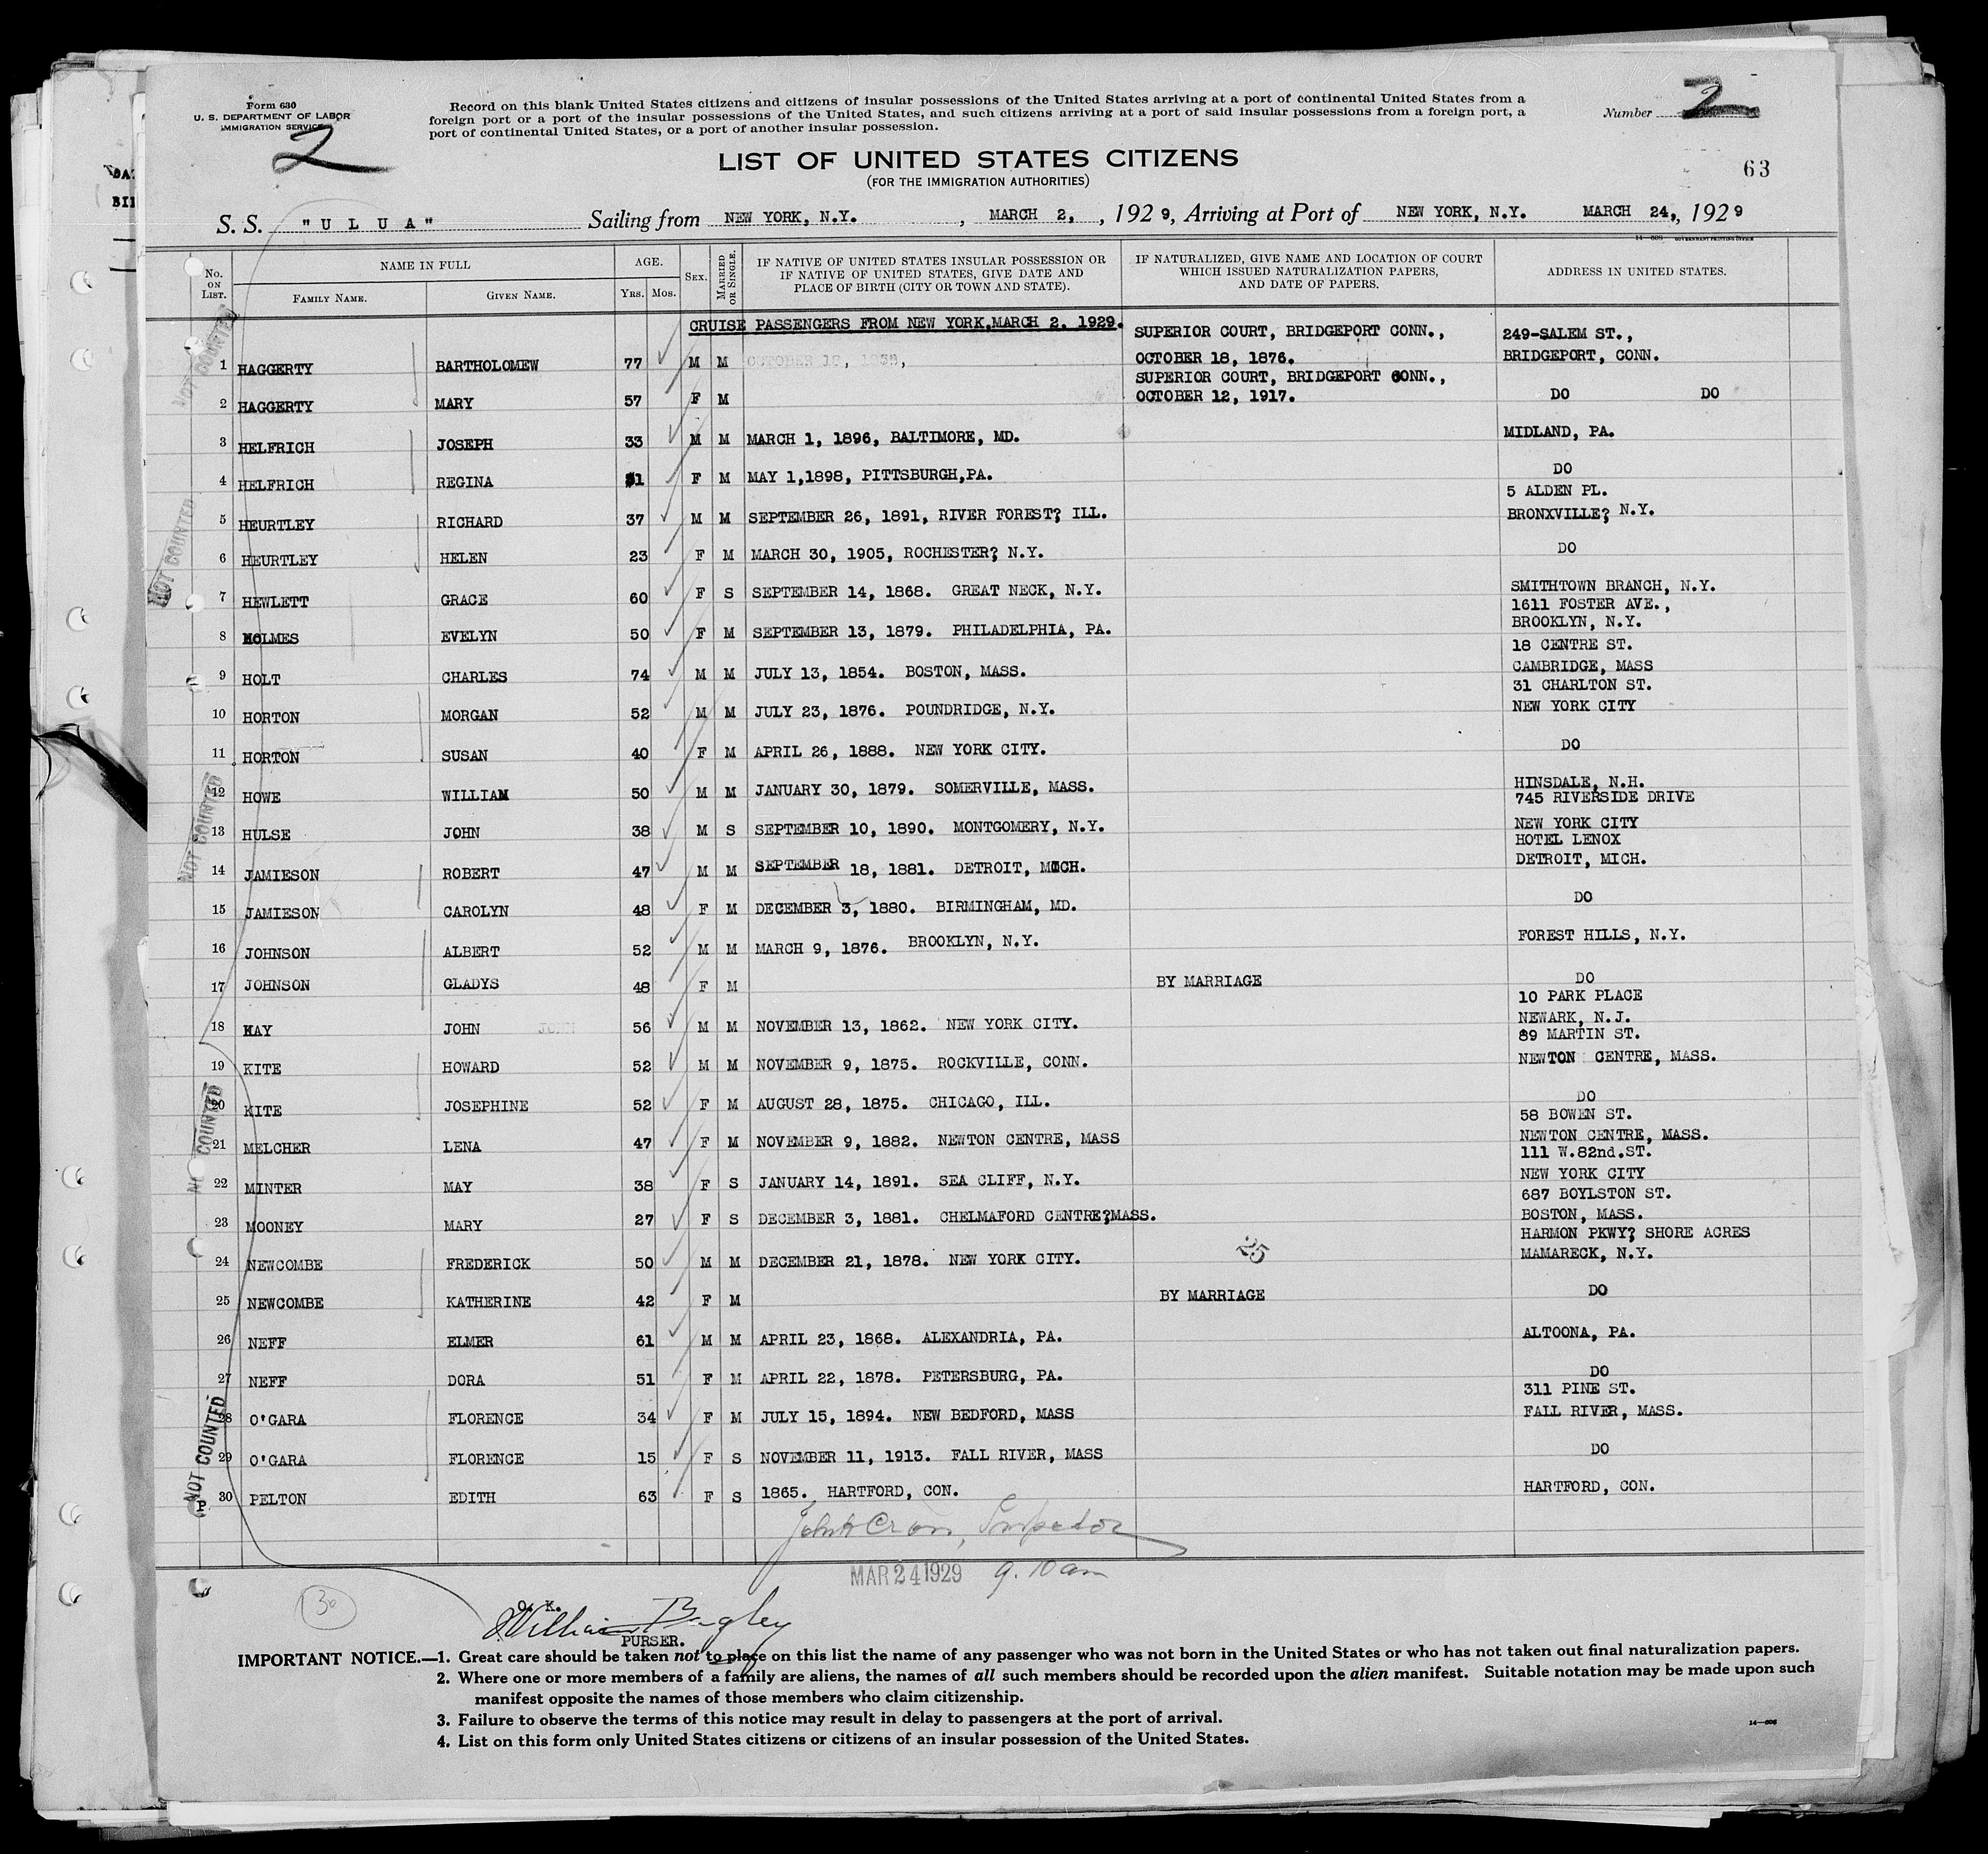 Form 630
U. S. DEPARTMENT OF LABOR
IMMIGRATION SERVICE
2
Record on this blank United States citizens and citizens of insular possessions of the United States arriving at a port of continental United States from a
foreign port or a port of the insular possessions of the United States, and such citizens arriving at a port of said insular possessions from a foreign port, a
port of continental United States, or a port of another insular possession.
Number 2
LIST OF UNITED STATES CITIZENS
(FOR THE IMMIGRATION AUTHORITIES)
63
S. S. "U L U A" Sailing from NEW YORK, N.Y. , MARCH 2, , 1929, Arriving at Port of NEW YORK, N.Y. MARCH 24, , 1929
14—508 GOVERNMENT PRINTING OFFICE
No. ON LIST. NAME IN FULL FAMILY NAME. GIVEN NAME. AGE. YRS. MOS. SEX. MARRIED OR SINGLE. IF NATIVE OF UNITED STATES INSULAR POSSESSION OR IF NATIVE OF UNITED STATES, GIVE DATE AND PLACE OF BIRTH (CITY OR TOWN AND STATE). IF NATURALIZED, GIVE NAME AND LOCATION OF COURT WHICH ISSUED NATURALIZATION PAPERS, AND DATE OF PAPERS. ADDRESS IN UNITED STATES.
CRUISE PASSENGERS FROM NEW YORK, MARCH 2. 1929.
1 HAGGERTY BARTHOLOMEW 77 M M SUPERIOR COURT, BRIDGEPORT CONN., OCTOBER 18, 1876. 249-SALEM ST., BRIDGEPORT, CONN.
2 HAGGERTY MARY 57 F M SUPERIOR COURT, BRIDGEPORT CONN., OCTOBER 12, 1917. DO DO
3 HELFRICH JOSEPH 33 M M MARCH 1, 1896, BALTIMORE, MD. MIDLAND, PA.
4 HELFRICH REGINA 31 F M MAY 1,1898, PITTSBURGH,PA. DO
5 HEURTLEY RICHARD 37 M M SEPTEMBER 26, 1891, RIVER FOREST? ILL. 5 ALDEN PL. BRONXVILLE? N.Y.
6 HEURTLEY HELEN 23 F M MARCH 30, 1905, ROCHESTER? N.Y. DO
7 HEWLETT GRACE 60 F S SEPTEMBER 14, 1868. GREAT NECK, N.Y. SMITHTOWN BRANCH, N.Y.
8 HOLMES EVELYN 50 F M SEPTEMBER 13, 1879. PHILADELPHIA, PA. 1611 FOSTER AVE., BROOKLYN, N.Y.
9 HOLT CHARLES 74 M M JULY 13, 1854. BOSTON, MASS. 18 CENTRE ST. CAMBRIDGE, MASS
10 HORTON MORGAN 52 M M JULY 23, 1876. POUNDRIDGE, N.Y. 31 CHARLTON ST. NEW YORK CITY
11 HORTON SUSAN 40 F M APRIL 26, 1888. NEW YORK CITY. DO
12 HOWE WILLIAM 50 M M JANUARY 30, 1879. SOMERVILLE, MASS. HINSDALE, N.H.
13 HULSE JOHN 38 M S SEPTEMBER 10, 1890. MONTGOMERY, N.Y. 745 RIVERSIDE DRIVE NEW YORK CITY
14 JAMIESON ROBERT 47 M M SEPTEMBER 18, 1881. DETROIT, MICH. HOTEL LENOX DETROIT, MICH.
15 JAMIESON CAROLYN 48 F M DECEMBER 3, 1880. BIRMINGHAM, MD. DO
16 JOHNSON ALBERT 52 M M MARCH 9, 1876. BROOKLYN, N.Y. FOREST HILLS, N.Y.
17 JOHNSON GLADYS 48 F M BY MARRIAGE DO
18 KAY JOHN 56 M M NOVEMBER 13, 1862. NEW YORK CITY. 10 PARK PLACE NEWARK, N.J.
19 KITE HOWARD 52 M M NOVEMBER 9, 1875. ROCKVILLE, CONN. 89 MARTIN ST. NEWTON CENTRE, MASS.
20 KITE JOSEPHINE 52 F M AUGUST 28, 1875. CHICAGO, ILL. DO
21 MELCHER LENA 47 F M NOVEMBER 9, 1882. NEWTON CENTRE, MASS 58 BOWEN ST. NEWTON CENTRE, MASS.
22 MINTER MAY 38 F S JANUARY 14, 1891. SEA CLIFF, N.Y. 111 W.82nd.ST. NEW YORK CITY
23 MOONEY MARY 27 F S DECEMBER 3, 1881. CHELMAFORD CENTRE?MASS. 687 BOYLSTON ST. BOSTON, MASS.
24 NEWCOMBE FREDERICK 50 M M DECEMBER 21, 1878. NEW YORK CITY. 25 HARMON PKWY? SHORE ACRES MAMARECK, N.Y.
25 NEWCOMBE KATHERINE 42 F M BY MARRIAGE DO
26 NEFF ELMER 61 M M APRIL 23, 1868. ALEXANDRIA, PA. ALTOONA, PA.
27 NEFF DORA 51 F M APRIL 22, 1878. PETERSBURG, PA. DO
28 O'GARA FLORENCE 34 F M JULY 15, 1894. NEW BEDFORD, MASS 311 PINE ST. FALL RIVER, MASS.
29 O'GARA FLORENCE 15 F S NOVEMBER 11, 1913. FALL RIVER, MASS DO
30 PELTON EDITH 63 F S 1865. HARTFORD, CON. HARTFORD, CON.
NOT COUNTED
NOT COUNTED
NOT COUNTED
NOT COUNTED
NOT COUNTED
Inspector
MAR 24 1929 9.10 am
30
O. K.
William Bagley
PURSER.
IMPORTANT NOTICE.—1. Great care should be taken not to place on this list the name of any passenger who was not born in the United States or who has not taken out final naturalization papers.
2. Where one or more members of a family are aliens, the names of all such members should be recorded upon the alien manifest. Suitable notation may be made upon such
manifest opposite the names of those members who claim citizenship.
3. Failure to observe the terms of this notice may result in delay to passengers at the port of arrival.
4. List on this form only United States citizens or citizens of an insular possession of the United States.